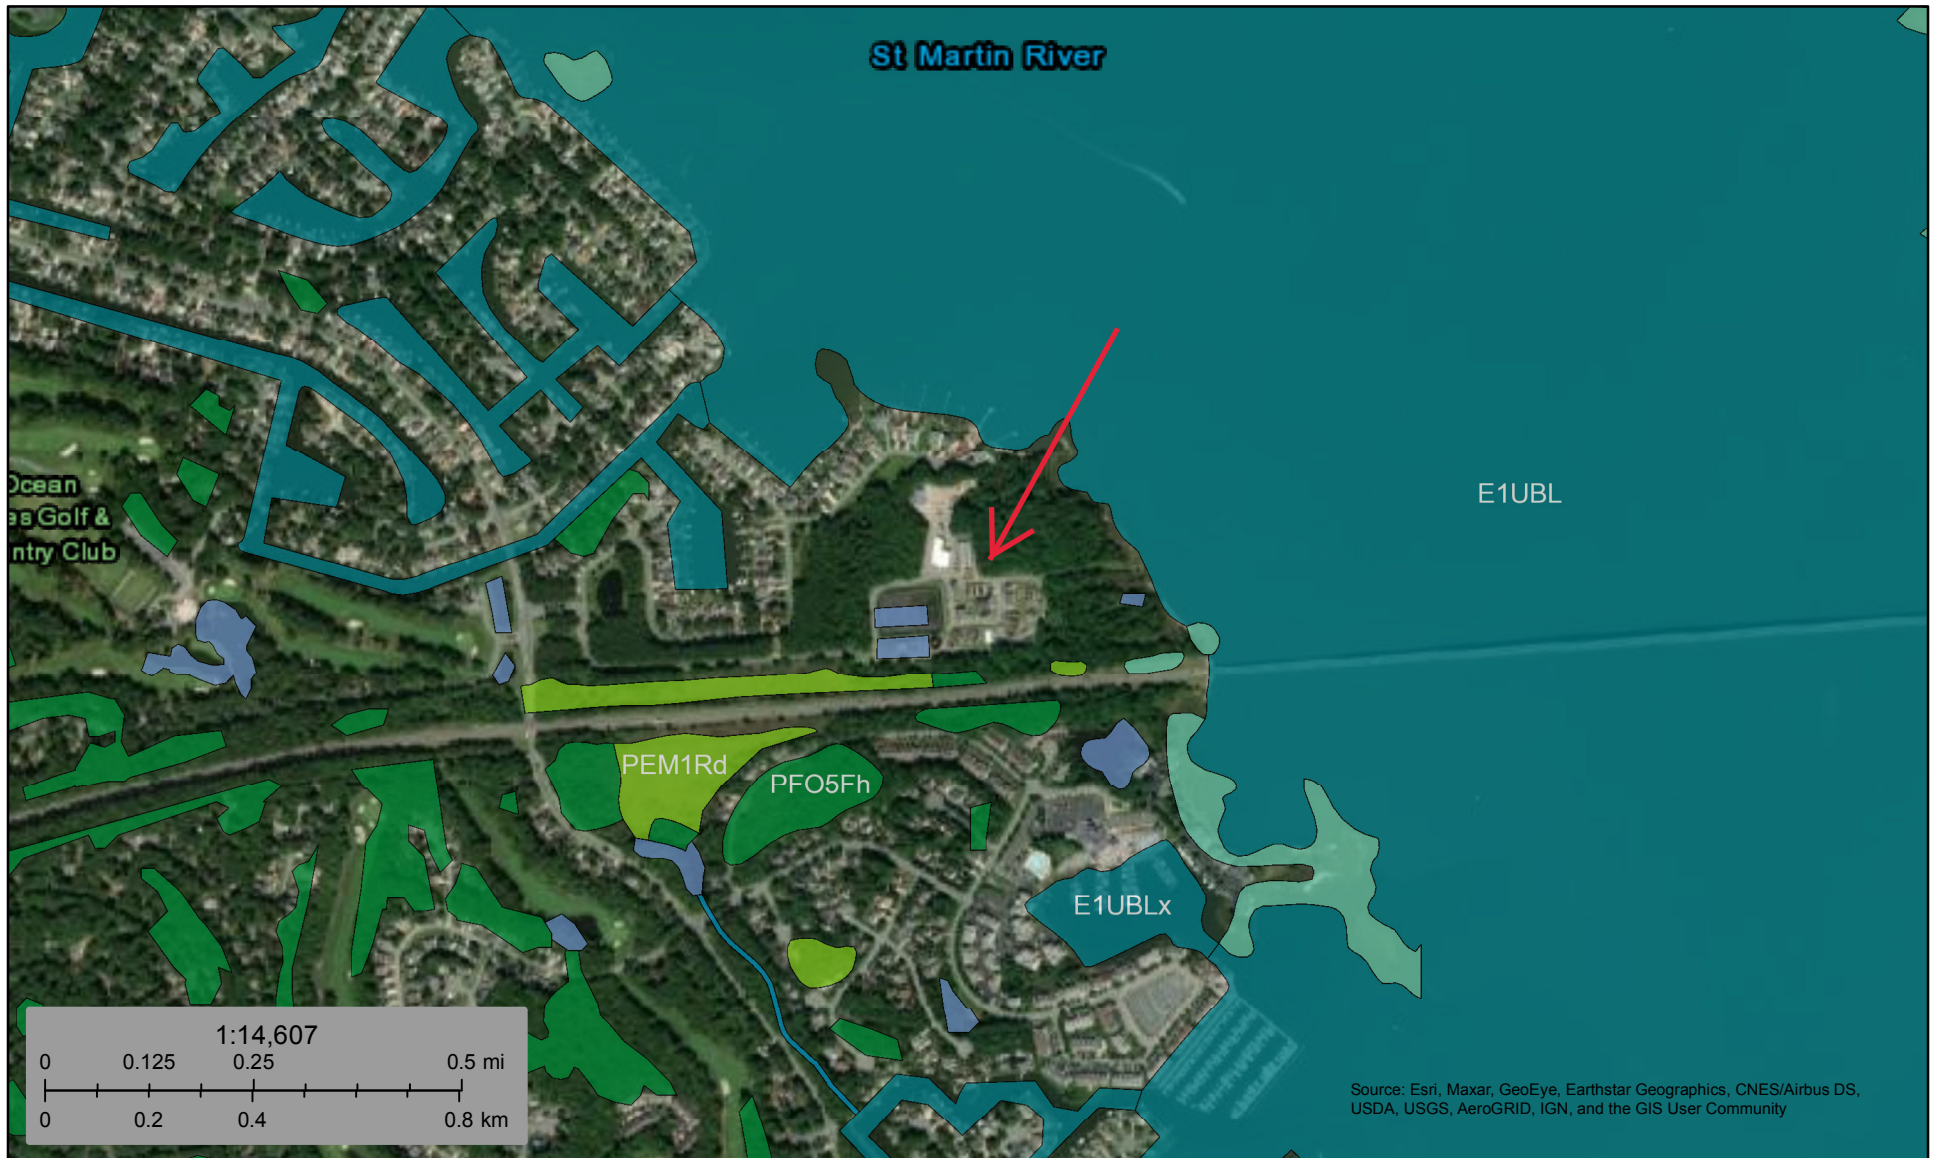 St Martin River
E1UBL
Ocean
es Golf &
ntry Club
PEM1Rd
PFO5Fh
E1UBLx
1:14,607
0 0.125 0.25 0.5 mi
0 0.2 0.4 0.8 km
Source: Esri, Maxar, GeoEye, Earthstar Geographics, CNES/Airbus DS,
USDA, USGS, AeroGRID, IGN, and the GIS User Community